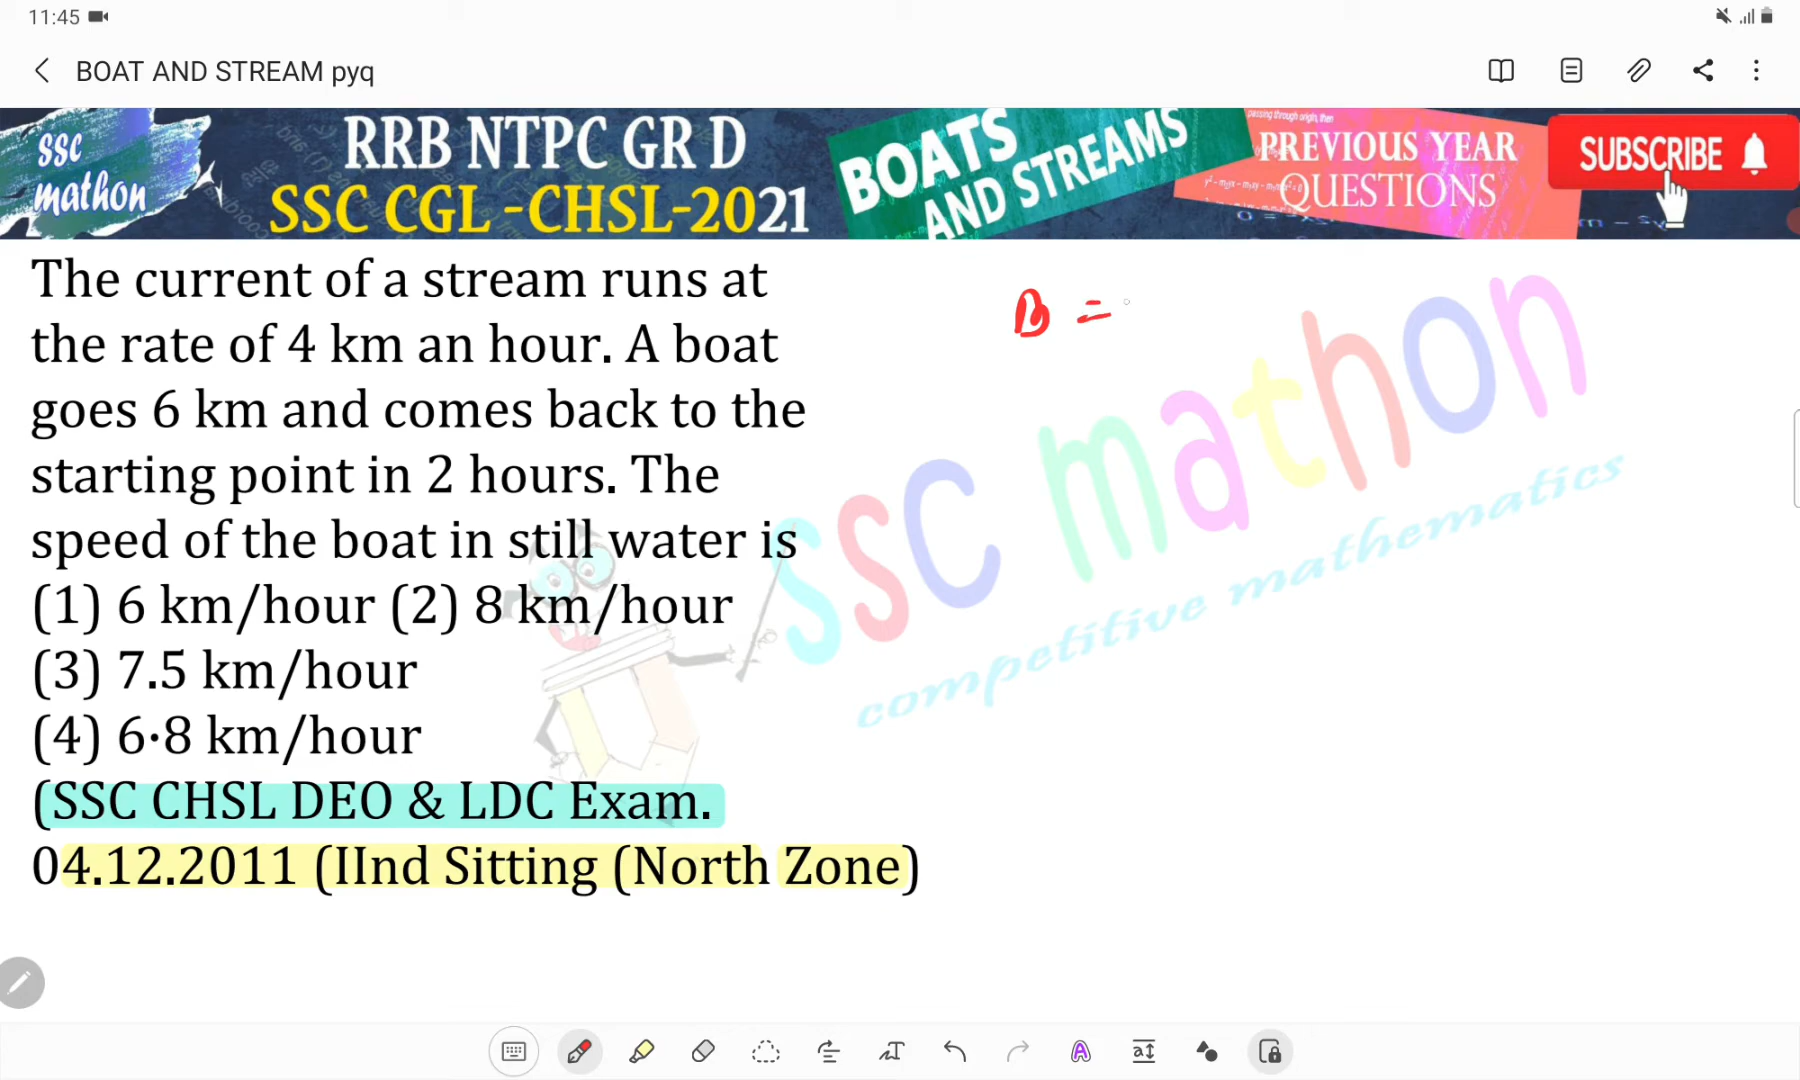 11:45
BOAT AND STREAM pyq
SSC
mathon
RRB NTPC GR D
SSC CGL -CHSL-2021
BOATS
AND STREAMS
passing through origin, then
PREVIOUS YEAR
QUESTIONS
SUBSCRIBE
The current of a stream runs at
the rate of 4 km an hour. A boat
goes 6 km and comes back to the
starting point in 2 hours. The
speed of the boat in still water is
(1) 6 km/hour (2) 8 km/hour
(3) 7.5 km/hour
(4) 6·8 km/hour
(SSC CHSL DEO & LDC Exam.
04.12.2011 (IInd Sitting (North Zone)
B =
SSC mathon
competitive mathematics